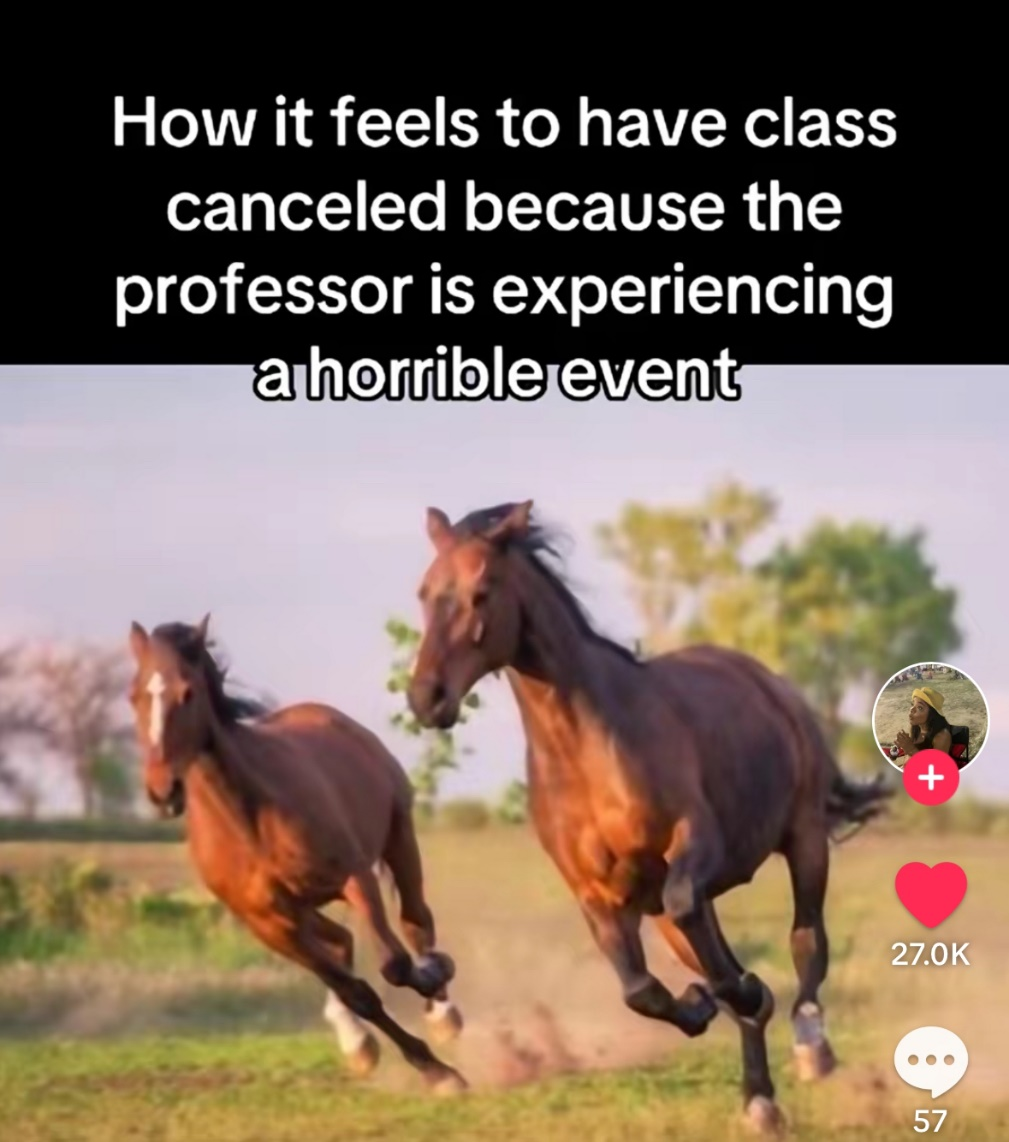 How it feels to have class
canceled because the
professor is experiencing
a horrible event
27.0K
57